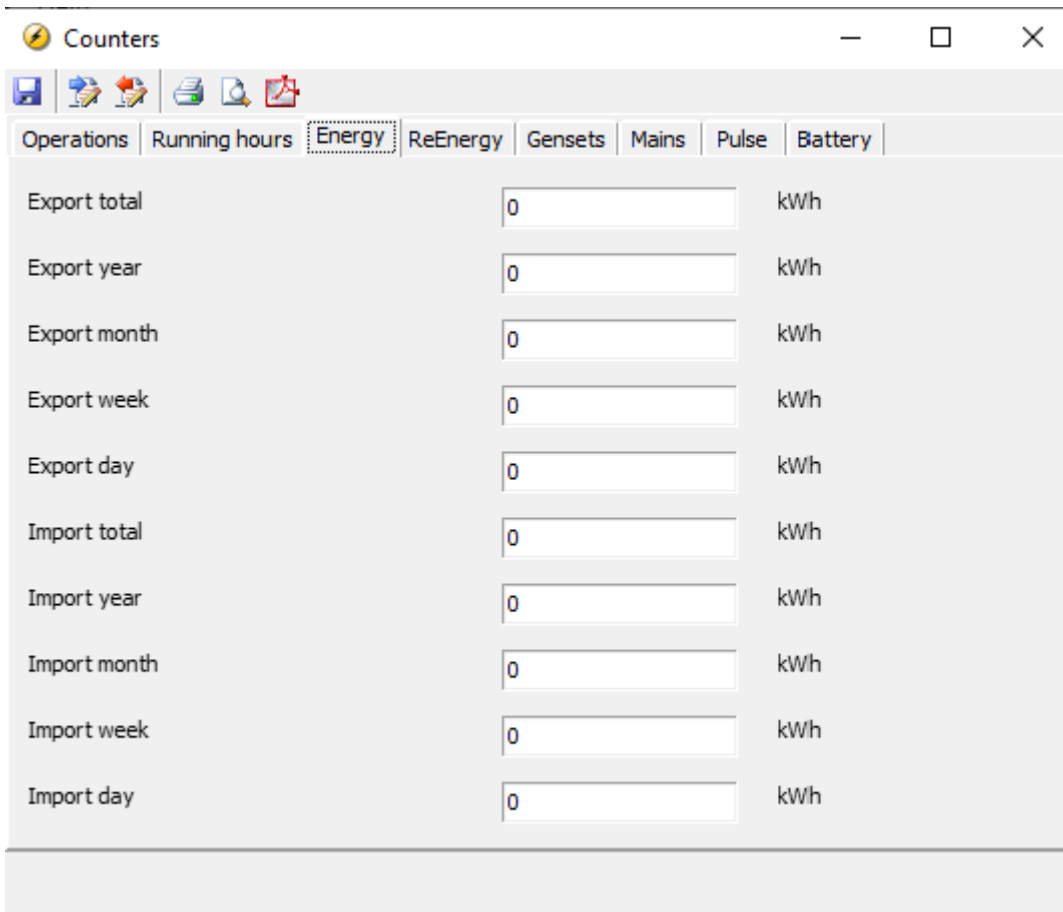 Counters
Operations Running hours Energy ReEnergy Gensets Mains Pulse Battery
Export total 0 kWh
Export year 0 kWh
Export month 0 kWh
Export week 0 kWh
Export day 0 kWh
Import total 0 kWh
Import year 0 kWh
Import month 0 kWh
Import week 0 kWh
Import day 0 kWh